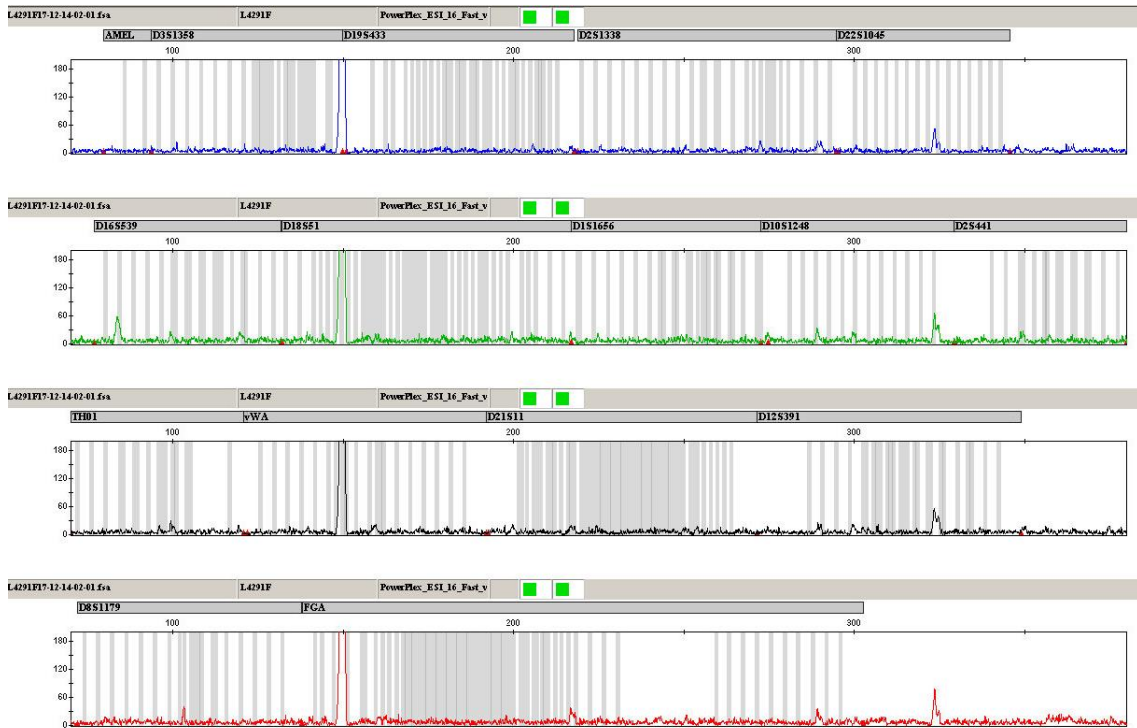 L4291F17-12-14-02-01.fsa L4291F PowerPlex_ESI_16_Fast_v
AMEL D3S1358 D19S433 D2S1338 D22S1045
100 200 300
180
120
60
0
L4291F17-12-14-02-01.fsa L4291F PowerPlex_ESI_16_Fast_v
D16S539 D18S51 D1S1656 D10S1248 D2S441
100 200 300
180
120
60
0
L4291F17-12-14-02-01.fsa L4291F PowerPlex_ESI_16_Fast_v
TH01 vWA D21S11 D12S391
100 200 300
180
120
60
0
L4291F17-12-14-02-01.fsa L4291F PowerPlex_ESI_16_Fast_v
D8S1179 FGA
100 200 300
180
120
60
0